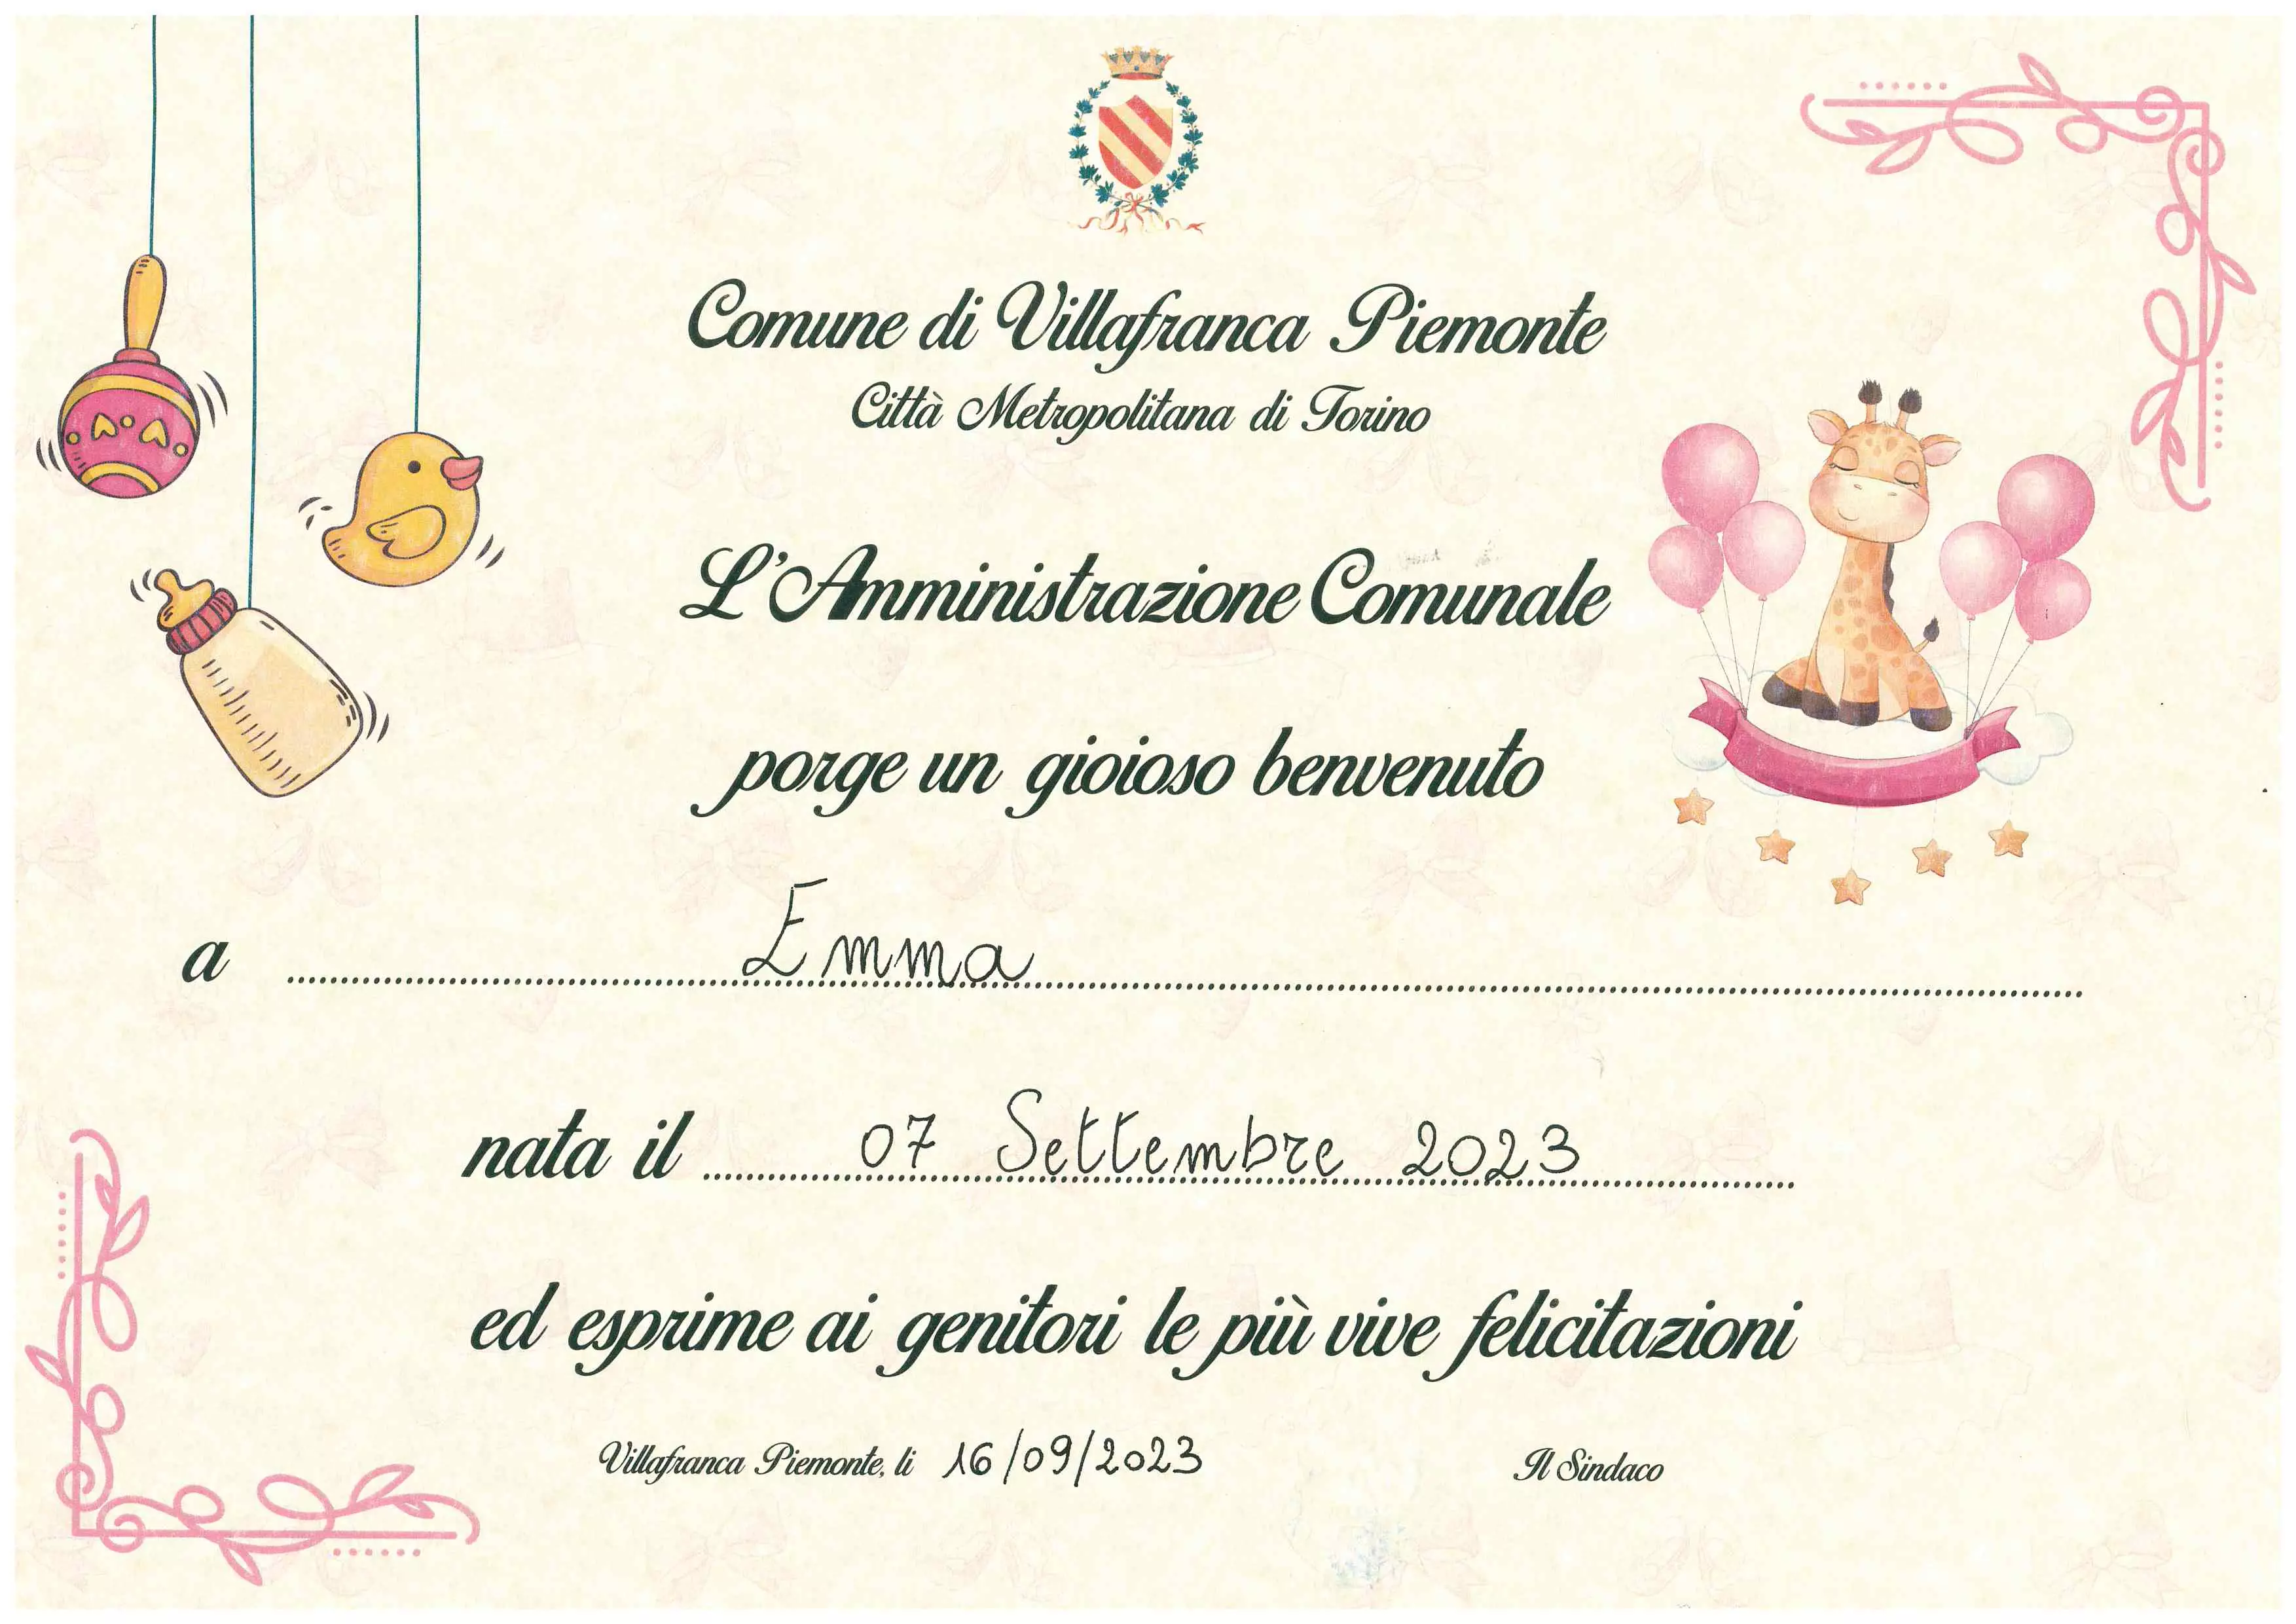 Comune di Villafranca Piemonte
Città Metropolitana di Torino
L'Amministrazione Comunale
porge un gioioso benvenuto
a Emma
nata il 07 Settembre 2023
ed esprime ai genitori le più vive felicitazioni
Villafranca Piemonte, li 16/09/2023 Il Sindaco